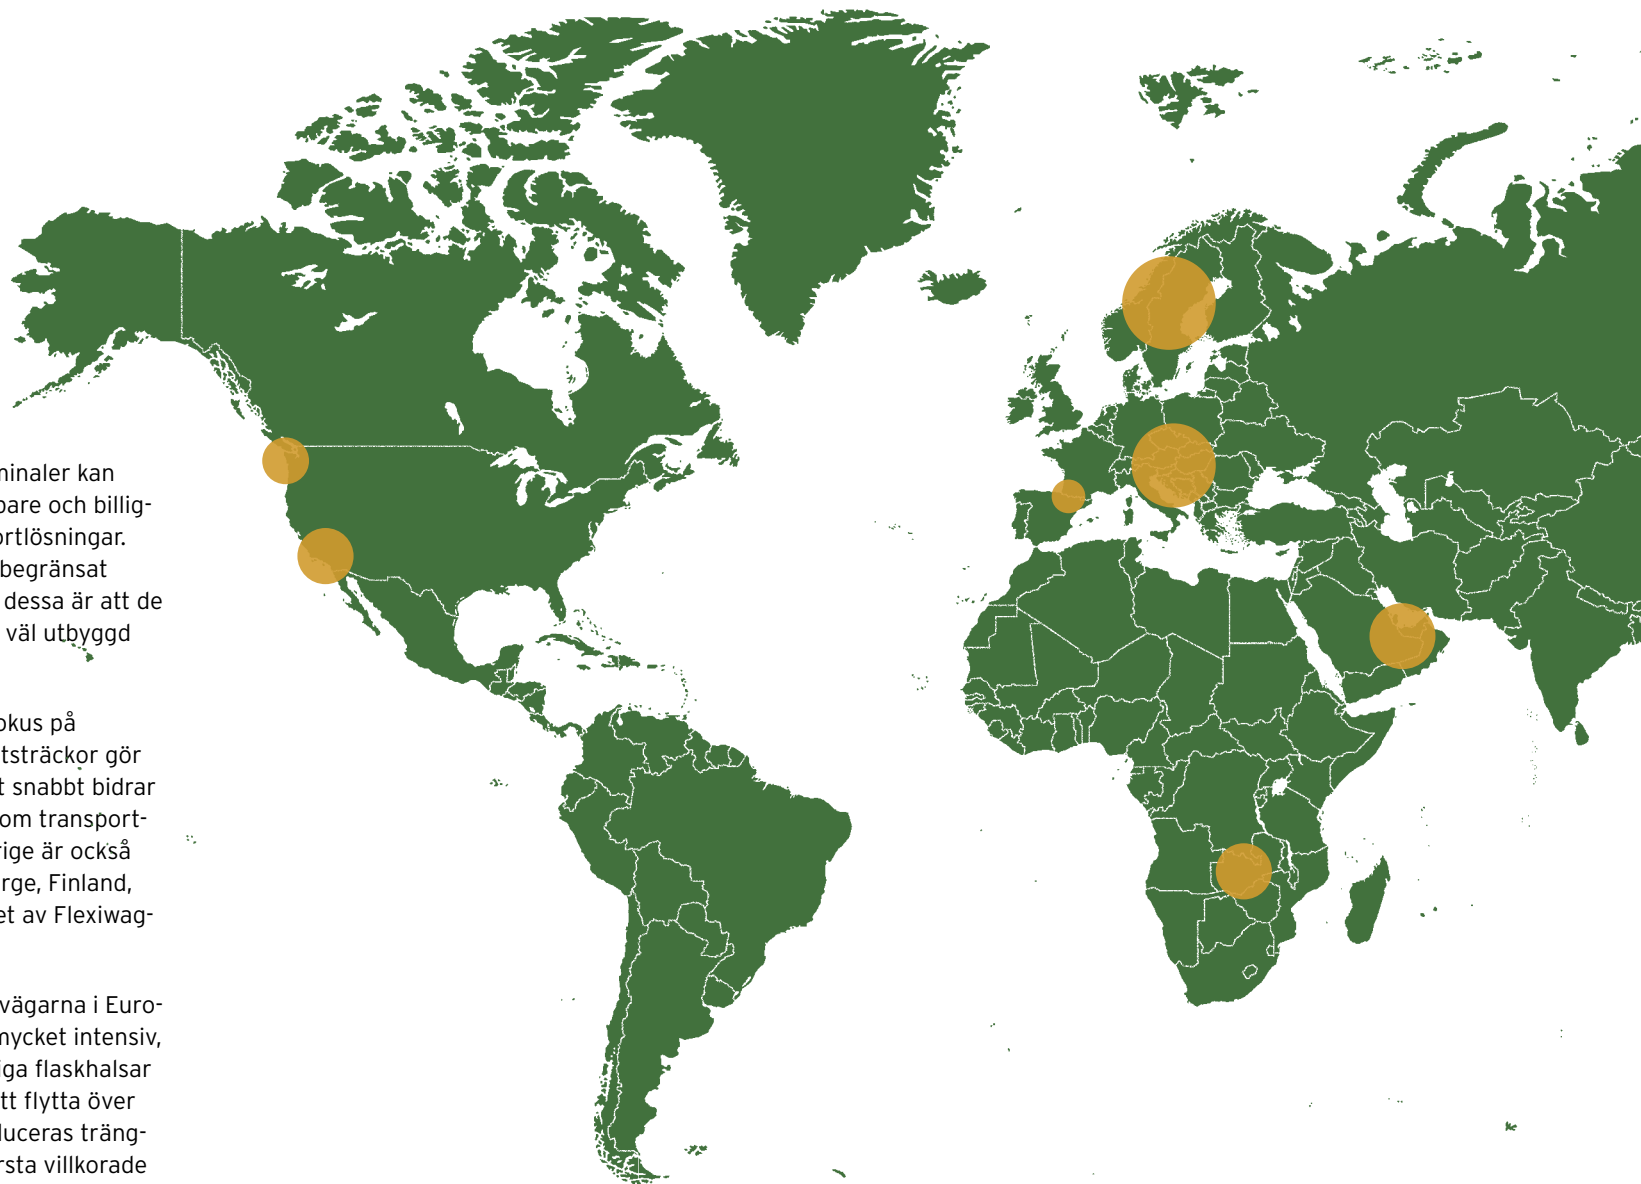 minaler kan
bare och billig-
ortlösningar.
begränsat
dessa är att de
väl utbyggd
okus på
tsträckor gör
t snabbt bidrar
om transport-
rige är också
rge, Finland,
et av Flexiwag-
vägarna i Euro-
mycket intensiv,
iga flaskhalsar
tt flytta över
luceras träng-
rsta villkorade